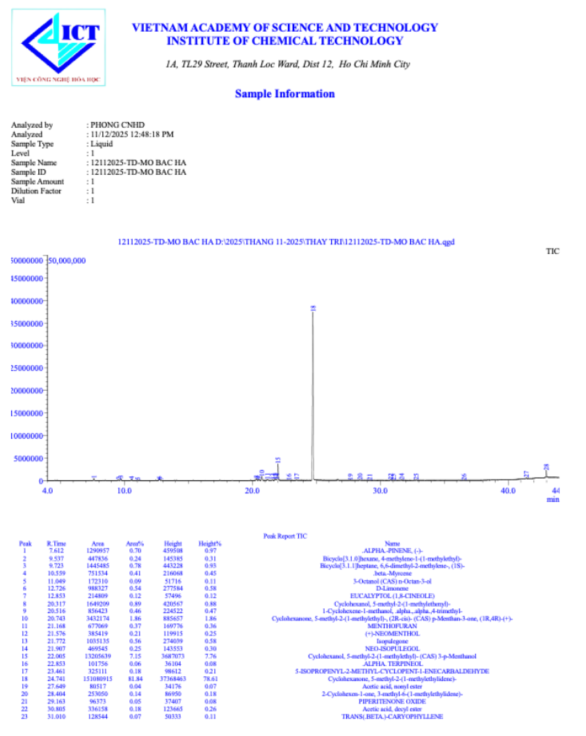 ICT
VIỆN CÔNG NGHỆ HÓA HỌC
VIETNAM ACADEMY OF SCIENCE AND TECHNOLOGY
INSTITUTE OF CHEMICAL TECHNOLOGY
1A, TL29 Street, Thanh Loc Ward, Dist 12, Ho Chi Minh City
Sample Information
Analyzed by : PHONG CNHD
Analyzed : 11/12/2025 12:48:18 PM
Sample Type : Liquid
Level : 1
Sample Name : 12112025-TD-MO BAC HA
Sample ID : 12112025-TD-MO BAC HA
Sample Amount : 1
Dilution Factor : 1
Vial : 1
12112025-TD-MO BAC HA D:\2025\THANG 11-2025\THAY TRI\12112025-TD-MO BAC HA.qgd
TIC
50,000,000
45000000
40000000
35000000
30000000
25000000
20000000
15000000
10000000
5000000
0
18
15
10
27
28
4.0 10.0 20.0 30.0 40.0 44
min
Peak Report TIC
Peak R.Time Area Area% Height Height% Name
1 7.612 1290957 0.70 459508 0.97 ALPHA.-PINENE, (-)-
2 9.537 447836 0.24 145385 0.31 Bicyclo[3.1.0]hexane, 4-methylene-1-(1-methylethyl)-
3 9.723 1445485 0.78 443228 0.93 Bicyclo[3.1.1]heptane, 6,6-dimethyl-2-methylene-, (1S)-
4 10.559 751534 0.41 216068 0.45 .beta.-Myrcene
5 11.049 172310 0.09 51716 0.11 3-Octanol (CAS) n-Octan-3-ol
6 12.726 988327 0.54 277584 0.58 D-Limonene
7 12.853 214809 0.12 57496 0.12 EUCALYPTOL (1,8-CINEOLE)
8 20.317 1649209 0.89 420567 0.88 Cyclohexanol, 5-methyl-2-(1-methylethenyl)-
9 20.516 856423 0.46 224522 0.47 1-Cyclohexene-1-methanol, .alpha.,.alpha.,4-trimethyl-
10 20.743 3432174 1.86 885657 1.86 Cyclohexanone, 5-methyl-2-(1-methylethyl)-, (2R-cis)- (CAS) p-Menthan-3-one, (1R,4R)-(+)-
11 21.168 677069 0.37 169776 0.36 MENTHOFURAN
12 21.576 385419 0.21 119915 0.25 (+)-NEOMENTHOL
13 21.772 1035135 0.56 274039 0.58 Isopulegone
14 21.907 469545 0.25 143553 0.30 NEO-ISOPULEGOL
15 22.005 13205639 7.15 3687073 7.76 Cyclohexanol, 5-methyl-2-(1-methylethyl)- (CAS) 3-p-Menthanol
16 22.853 101756 0.06 36104 0.08 ALPHA. TERPINEOL
17 23.461 325111 0.18 98612 0.21 5-ISOPROPENYL-2-METHYL-CYCLOPENT-1-ENECARBALDEHYDE
18 24.741 151080915 81.84 37368463 78.61 Cyclohexanone, 5-methyl-2-(1-methylethylidene)-
19 27.649 80517 0.04 34176 0.07 Acetic acid, nonyl ester
20 28.404 253050 0.14 86950 0.18 2-Cyclohexen-1-one, 3-methyl-6-(1-methylethylidene)-
21 29.163 96373 0.05 37407 0.08 PIPERITENONE OXIDE
22 30.805 336158 0.18 123665 0.26 Acetic acid, decyl ester
23 31.010 128544 0.07 50335 0.11 TRANS(.BETA.)-CARYOPHYLLENE